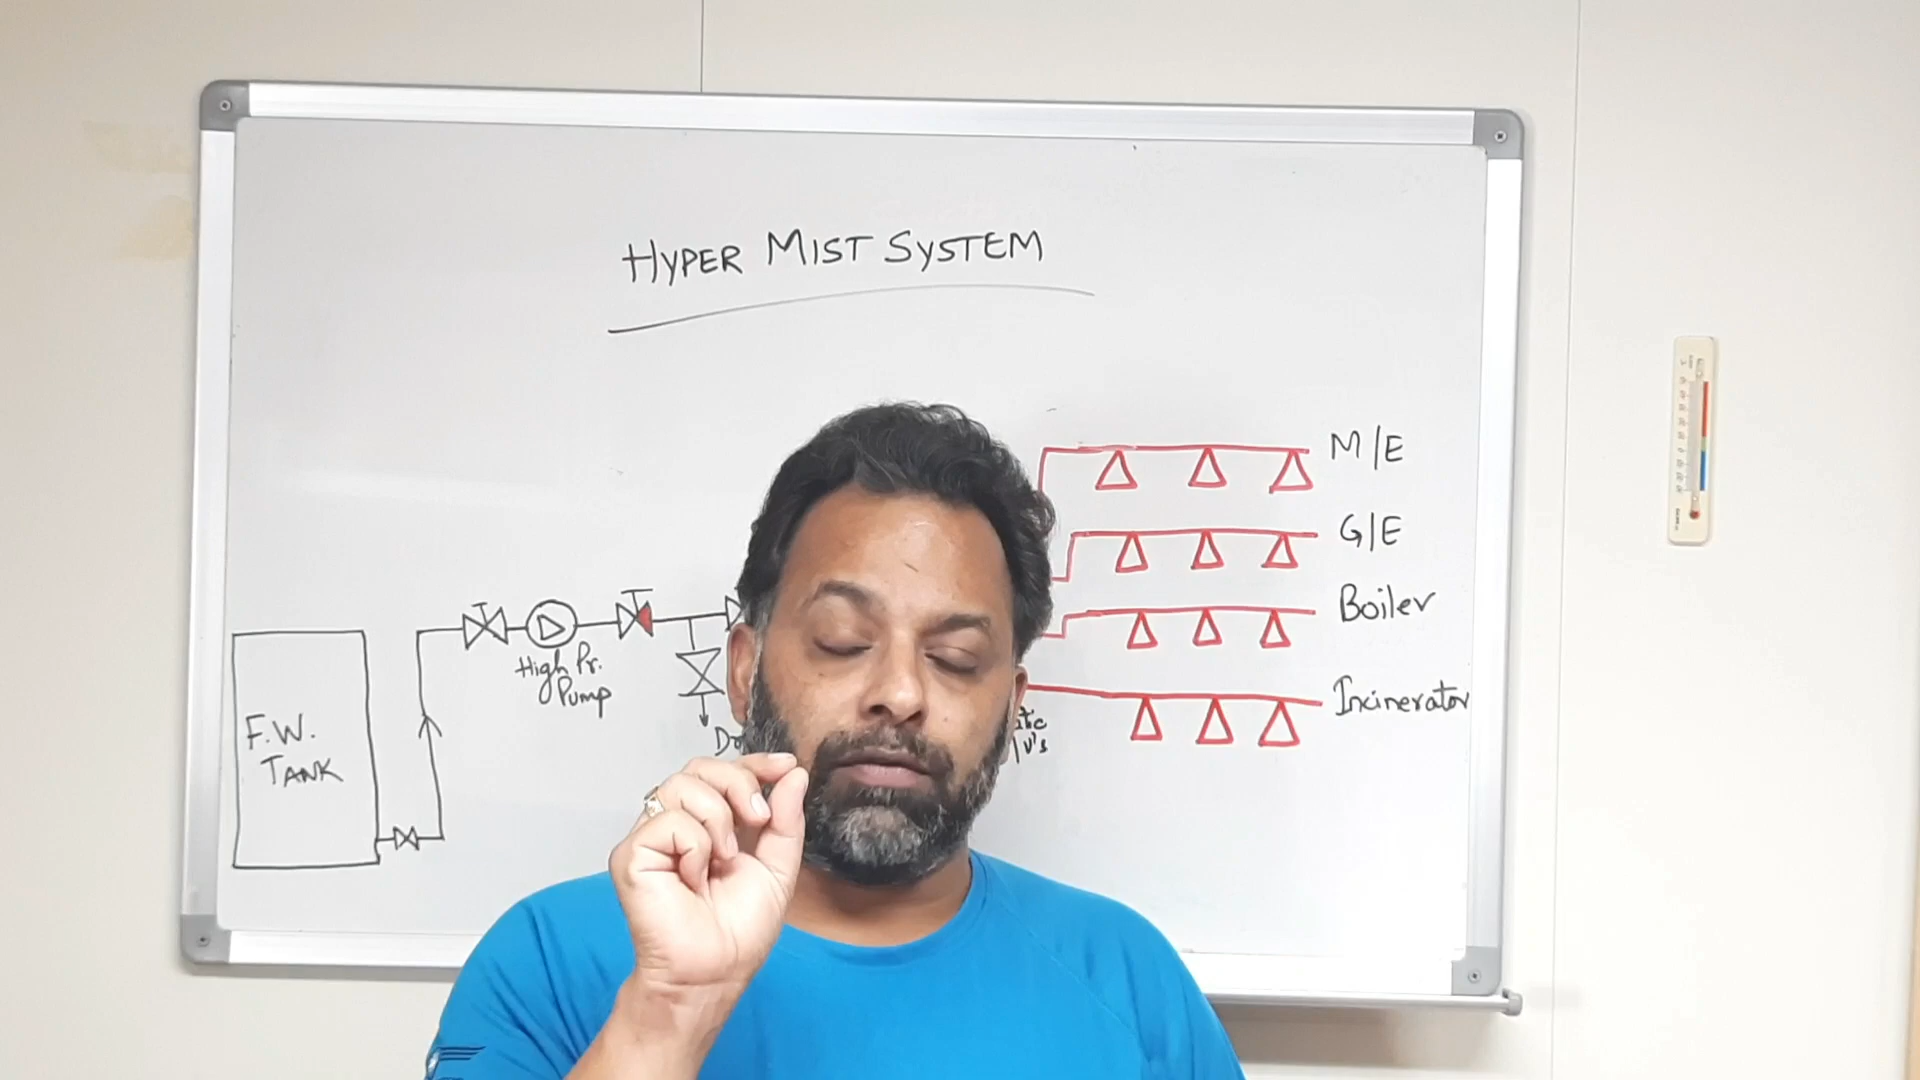 HYPER MIST SYSTEM
M/E
G/E
Boiler
High Pr.
Pump
Incinerator
F.W.
TANK